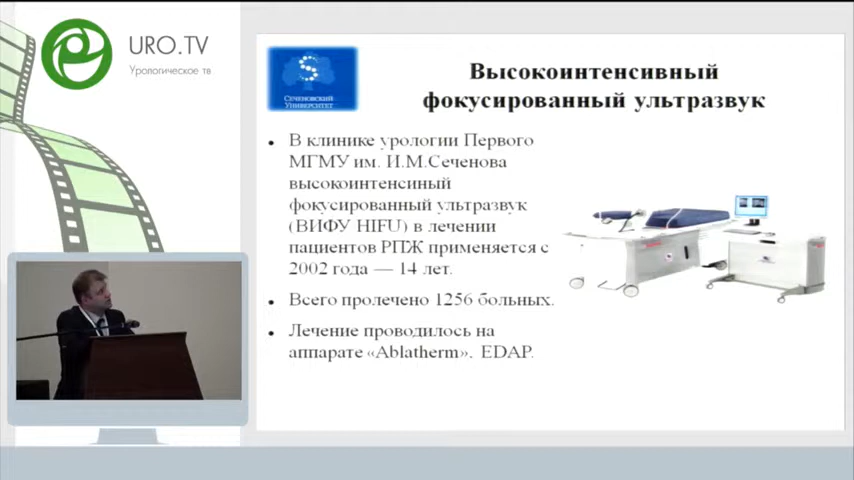 URO.TV
Урологическое тв
СЕЧЕНОВСКИЙ
УНИВЕРСИТЕТ
Высокоинтенсивный
фокусированный ультразвук
• В клинике урологии Первого
МГМУ им. И.М.Сеченова
высокоинтенсиный
фокусированный ультразвук
(ВИФУ HIFU) в лечении
пациентов РПЖ применяется с
2002 года — 14 лет.
• Всего пролечено 1256 больных.
• Лечение проводилось на
аппарате «Ablatherm». EDAP.